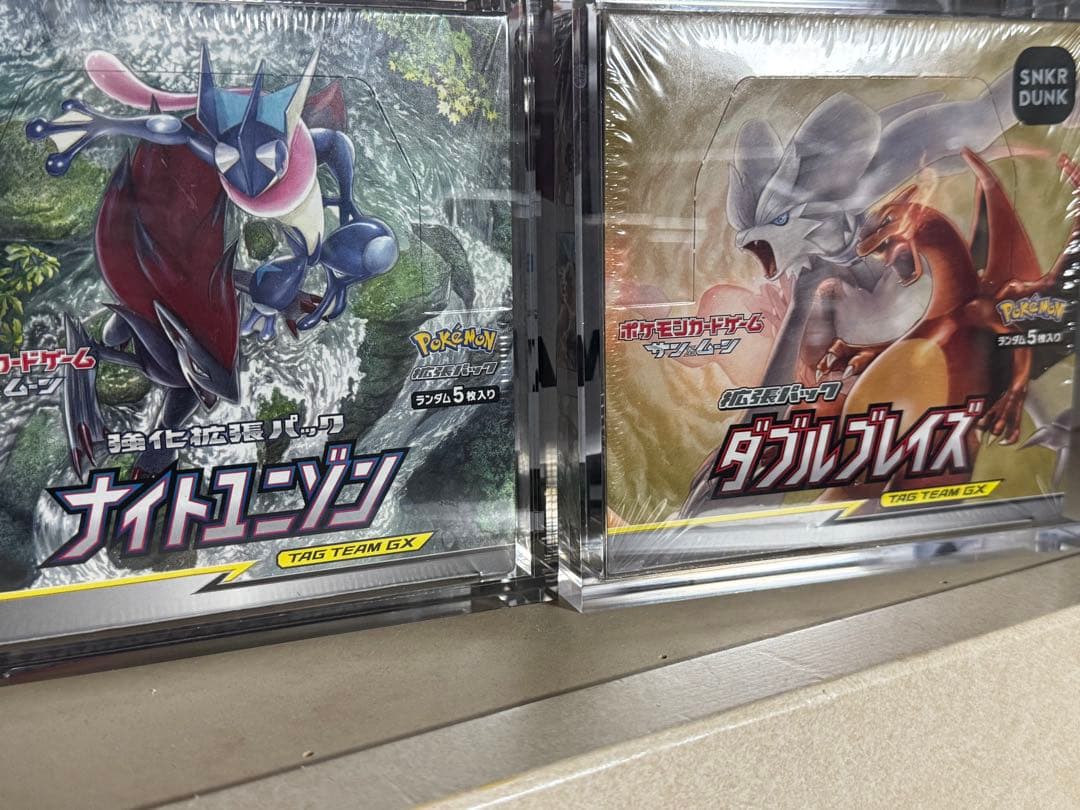 カードゲーム
ムーン
Pokémon
拡張パック
ランダム5枚入り
強化拡張パック
ナイトユニゾン
TAG TEAM GX
SNKR
DUNK
ポケモンカードゲーム
サン&ムーン
Pokémon
ランダム5枚入り
拡張パック
ダブルブレイズ
TAG TEAM GX